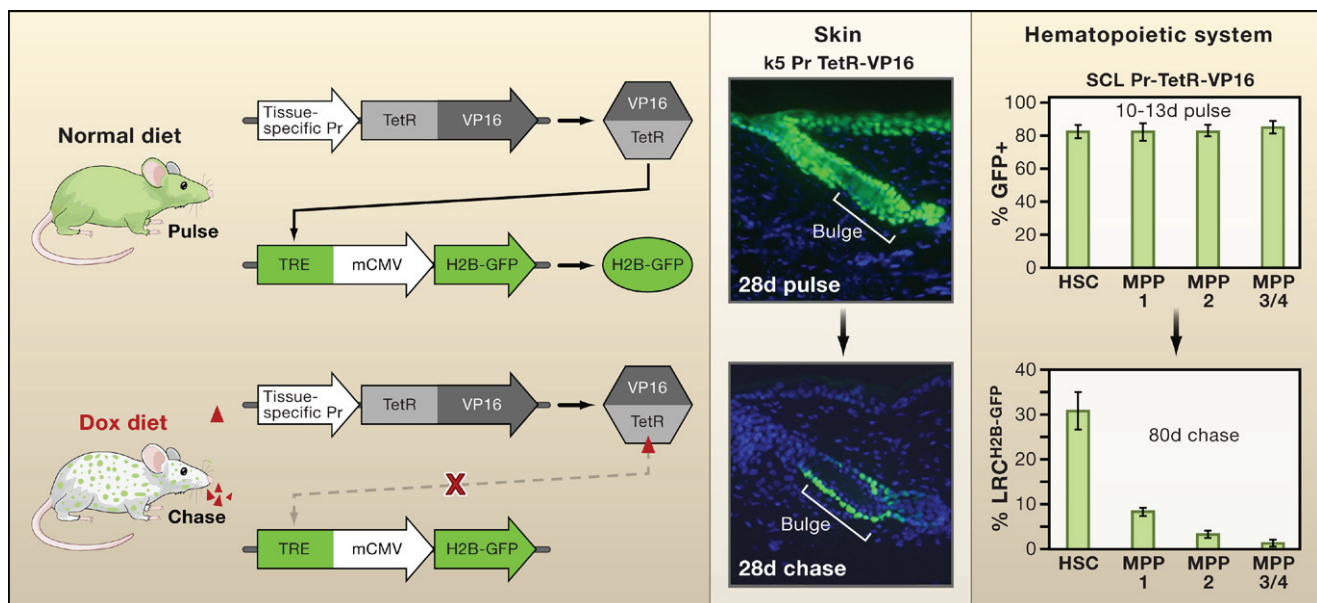 Normal diet
Pulse
Tissue-
specific Pr
TetR
VP16
VP16
TetR
TRE
mCMV
H2B-GFP
H2B-GFP
Dox diet
Chase
Tissue-
specific Pr
TetR
VP16
VP16
TetR
X
TRE
mCMV
H2B-GFP
Skin
k5 Pr TetR-VP16
Bulge
28d pulse
Bulge
28d chase
Hematopoietic system
SCL Pr-TetR-VP16
10-13d pulse
% GFP+
100
80
60
40
20
0
HSC
MPP
1
MPP
2
MPP
3/4
80d chase
% LRC^H2B-GFP
40
30
20
10
0
HSC
MPP
1
MPP
2
MPP
3/4